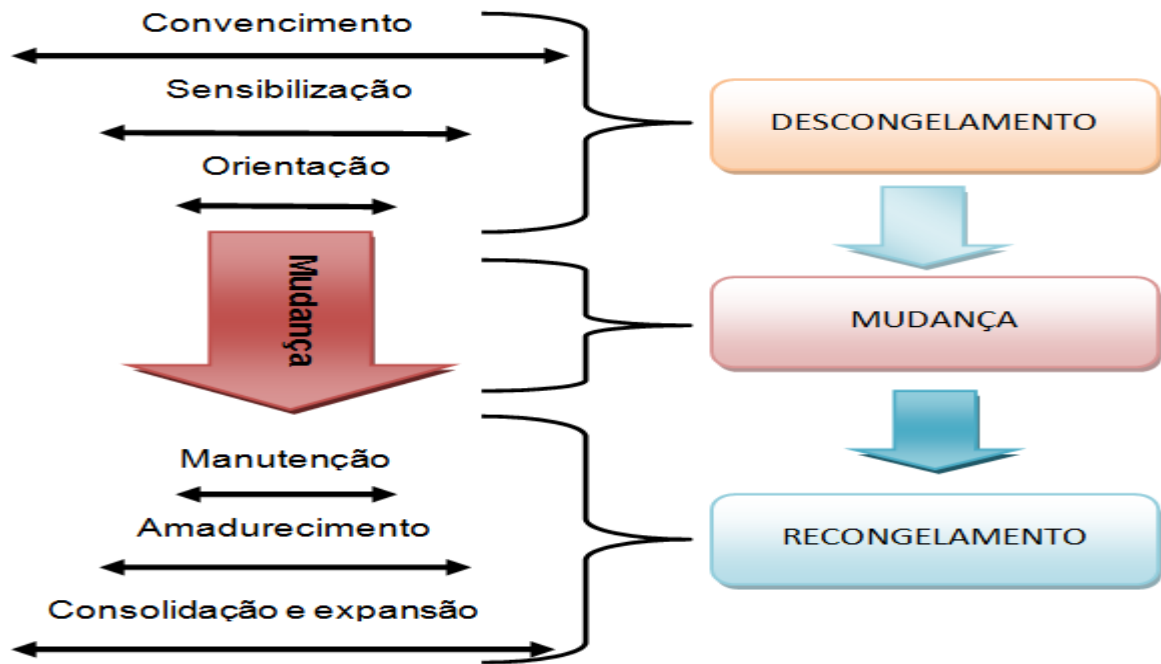 Convencimento
Sensibilização
Orientação
Mudança
Manutenção
Amadurecimento
Consolidação e expansão
DESCONGELAMENTO
MUDANÇA
RECONGELAMENTO